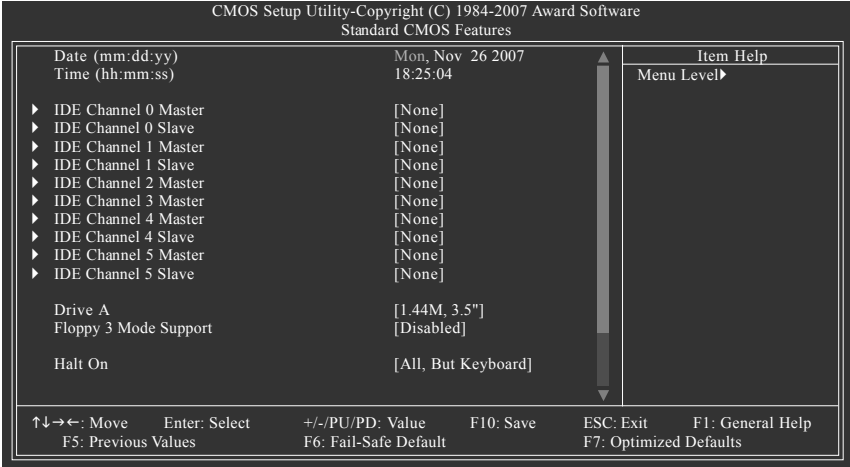 CMOS Setup Utility-Copyright (C) 1984-2007 Award Software
Standard CMOS Features
Date (mm:dd:yy) Mon, Nov 26 2007
Time (hh:mm:ss) 18:25:04
IDE Channel 0 Master [None]
IDE Channel 0 Slave [None]
IDE Channel 1 Master [None]
IDE Channel 1 Slave [None]
IDE Channel 2 Master [None]
IDE Channel 3 Master [None]
IDE Channel 4 Master [None]
IDE Channel 4 Slave [None]
IDE Channel 5 Master [None]
IDE Channel 5 Slave [None]
Drive A [1.44M, 3.5"]
Floppy 3 Mode Support [Disabled]
Halt On [All, But Keyboard]
Item Help
Menu Level▶
↑↓→←: Move Enter: Select +/-/PU/PD: Value F10: Save ESC: Exit F1: General Help
F5: Previous Values F6: Fail-Safe Default F7: Optimized Defaults